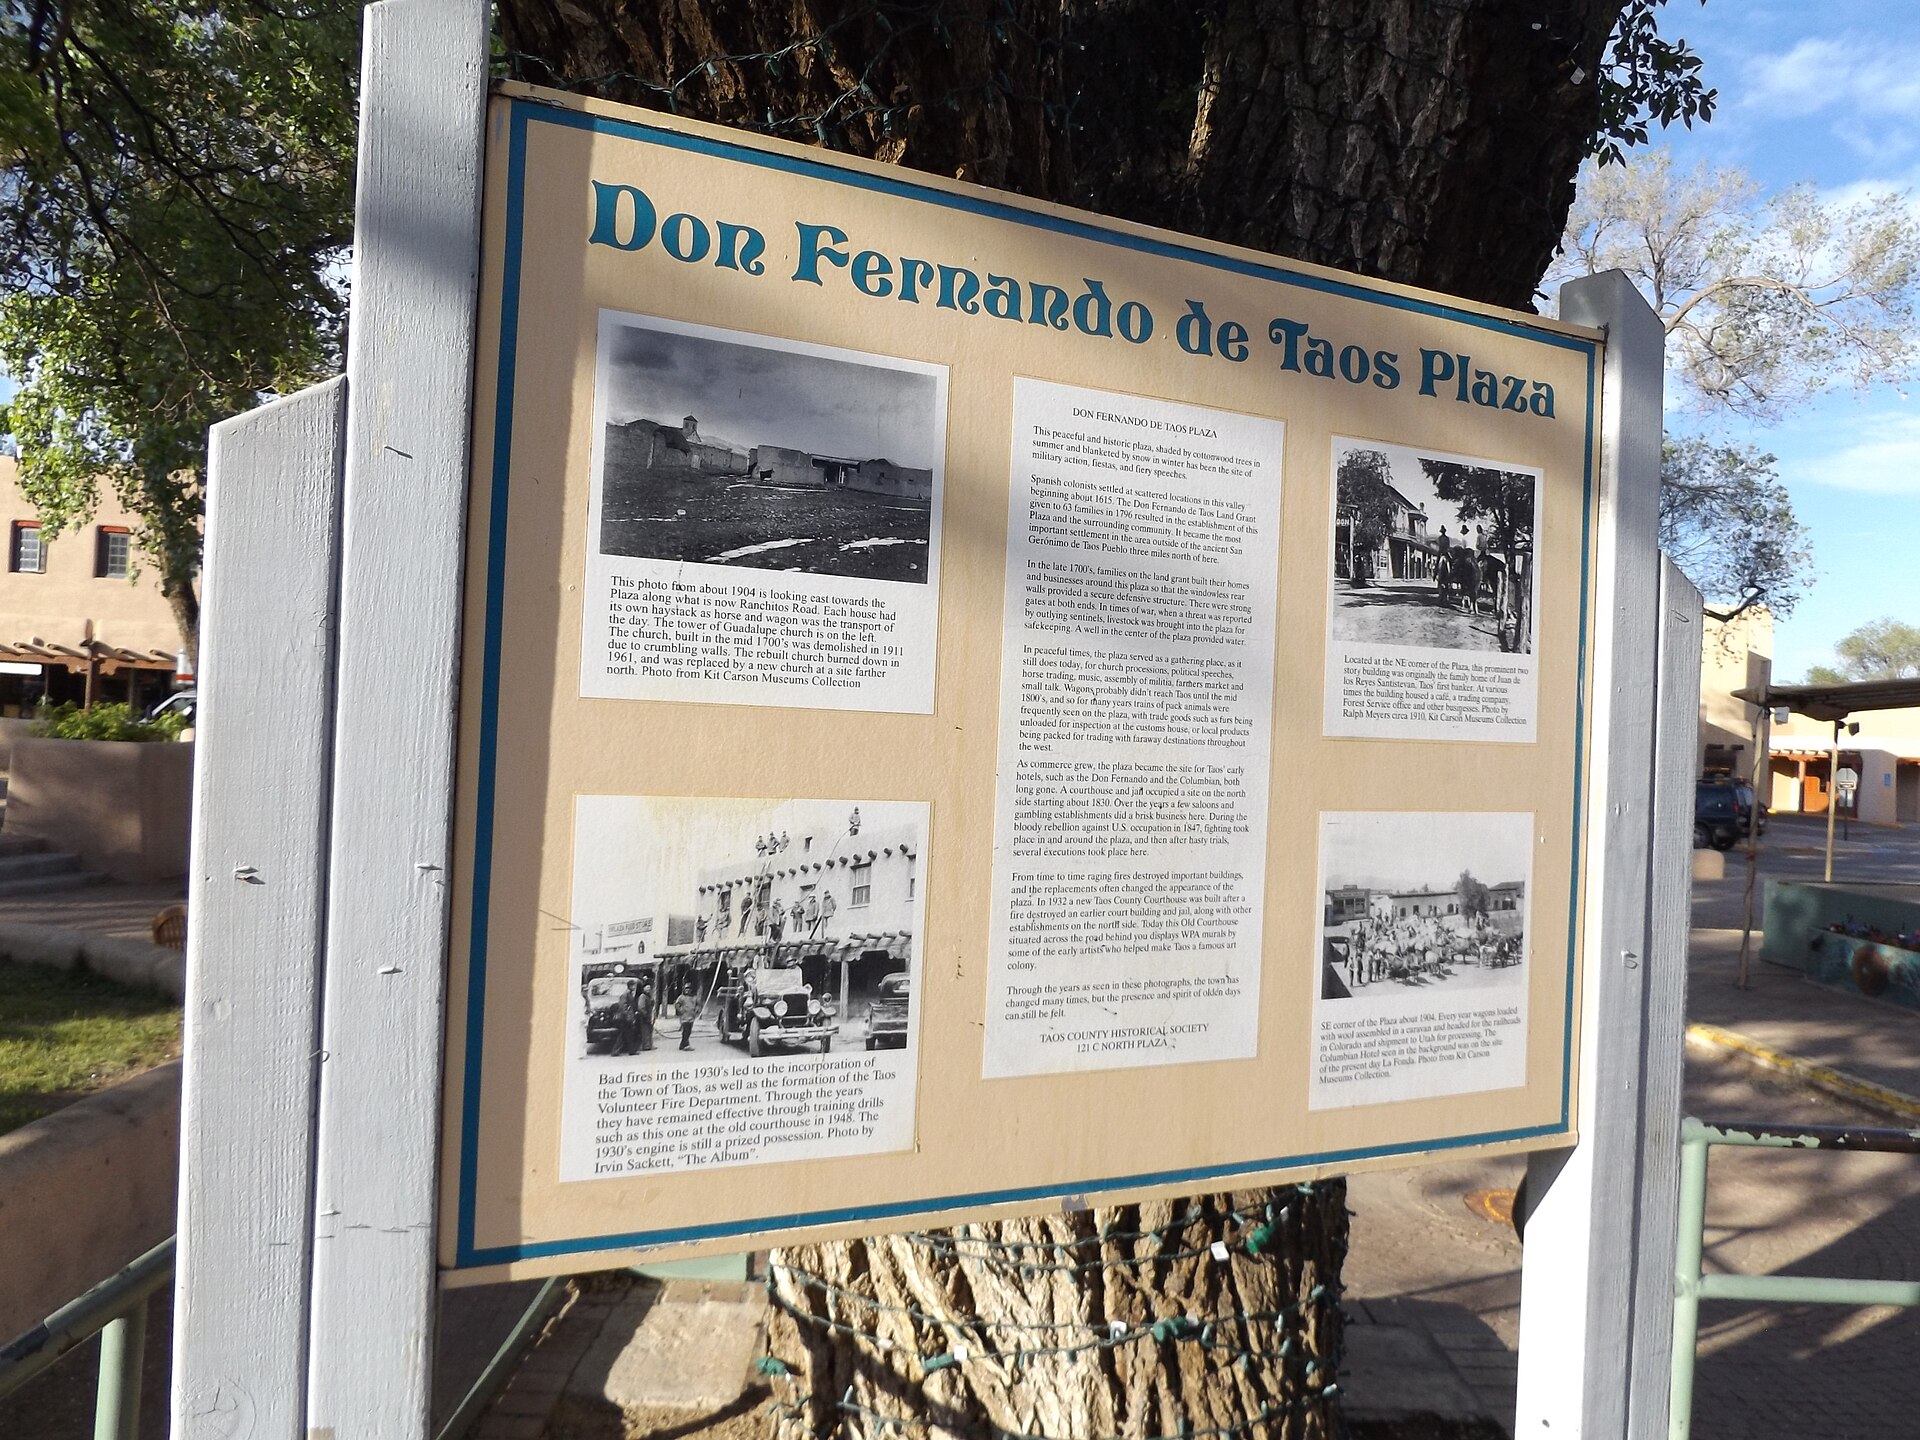 Don Fernando de Taos Plaza
This photo from about 1904 is looking east towards the
Plaza along what is now Ranchitos Road. Each house had
its own haystack as horse and wagon was the transport of
the day. The tower of Guadalupe church is on the left.
The church, built in the mid 1700's was demolished in 1911
due to crumbling walls. The rebuilt church burned down in
1961, and was replaced by a new church at a site farther
north. Photo from Kit Carson Museums Collection
Bad fires in the 1930's led to the incorporation of
the Town of Taos, as well as the formation of the Taos
Volunteer Fire Department. Through the years
they have remained effective through training drills
such as this one at the old courthouse in 1948. The
1930's engine is still a prized possession. Photo by
Irvin Sackett, "The Album".
DON FERNANDO DE TAOS PLAZA
This peaceful and historic plaza, shaded by cottonwood trees in
summer and blanketed by snow in winter has been the site of
military action, fiestas, and fiery speeches.
Spanish colonists settled at scattered locations in this valley
beginning about 1615. The Don Fernando de Taos Land Grant
given to 63 families in 1796 resulted in the establishment of this
Plaza and the surrounding community. It became the most
important settlement in the area outside of the ancient San
Gerónimo de Taos Pueblo three miles north of here.
In the late 1700's, families on the land grant built their homes
and businesses around this plaza so that the windowless rear
walls provided a secure defensive structure. There were strong
gates at both ends. In times of war, when a threat was reported
by outlying sentinels, livestock was brought into the plaza for
safekeeping. A well in the center of the plaza provided water.
In peaceful times, the plaza served as a gathering place, as it
still does today, for church processions, political speeches,
horse trading, music, assembly of militia, farmers market and
small talk. Wagons probably didn't reach Taos until the mid
1800's, and so for many years trains of pack animals were
frequently seen on the plaza, with trade goods such as furs being
unloaded for inspection at the customs house, or local products
being packed for trading with faraway destinations throughout
the west.
As commerce grew, the plaza became the site for Taos' early
hotels, such as the Don Fernando and the Columbian, both
long gone. A courthouse and jail occupied a site on the north
side starting about 1830. Over the years a few saloons and
gambling establishments did a brisk business here. During the
bloody rebellion against U.S. occupation in 1847, fighting took
place in and around the plaza, and then after hasty trials,
several executions took place here.
From time to time raging fires destroyed important buildings,
and the replacements often changed the appearance of the
plaza. In 1932 a new Taos County Courthouse was built after a
fire destroyed an earlier court building and jail, along with other
establishments on the north side. Today this Old Courthouse
situated across the road behind you displays WPA murals by
some of the early artists who helped make Taos a famous art
colony.
Through the years as seen in these photographs, the town has
changed many times, but the presence and spirit of olden days
can still be felt.
TAOS COUNTY HISTORICAL SOCIETY
121 C NORTH PLAZA
Located at the NE corner of the Plaza, this prominent two
story building was originally the family home of Juan de
los Reyes Santistevan, Taos' first banker. At various
times the building housed a café, a trading company,
Forest Service office and other businesses. Photo by
Ralph Meyers circa 1910, Kit Carson Museums Collection
SE corner of the Plaza about 1904. Every year wagons loaded
with wool assembled in a caravan and headed for the railheads
in Colorado and shipment to Utah for processing. The
Columbian Hotel seen in the background was on the site
of the present day La Fonda. Photo from Kit Carson
Museums Collection.